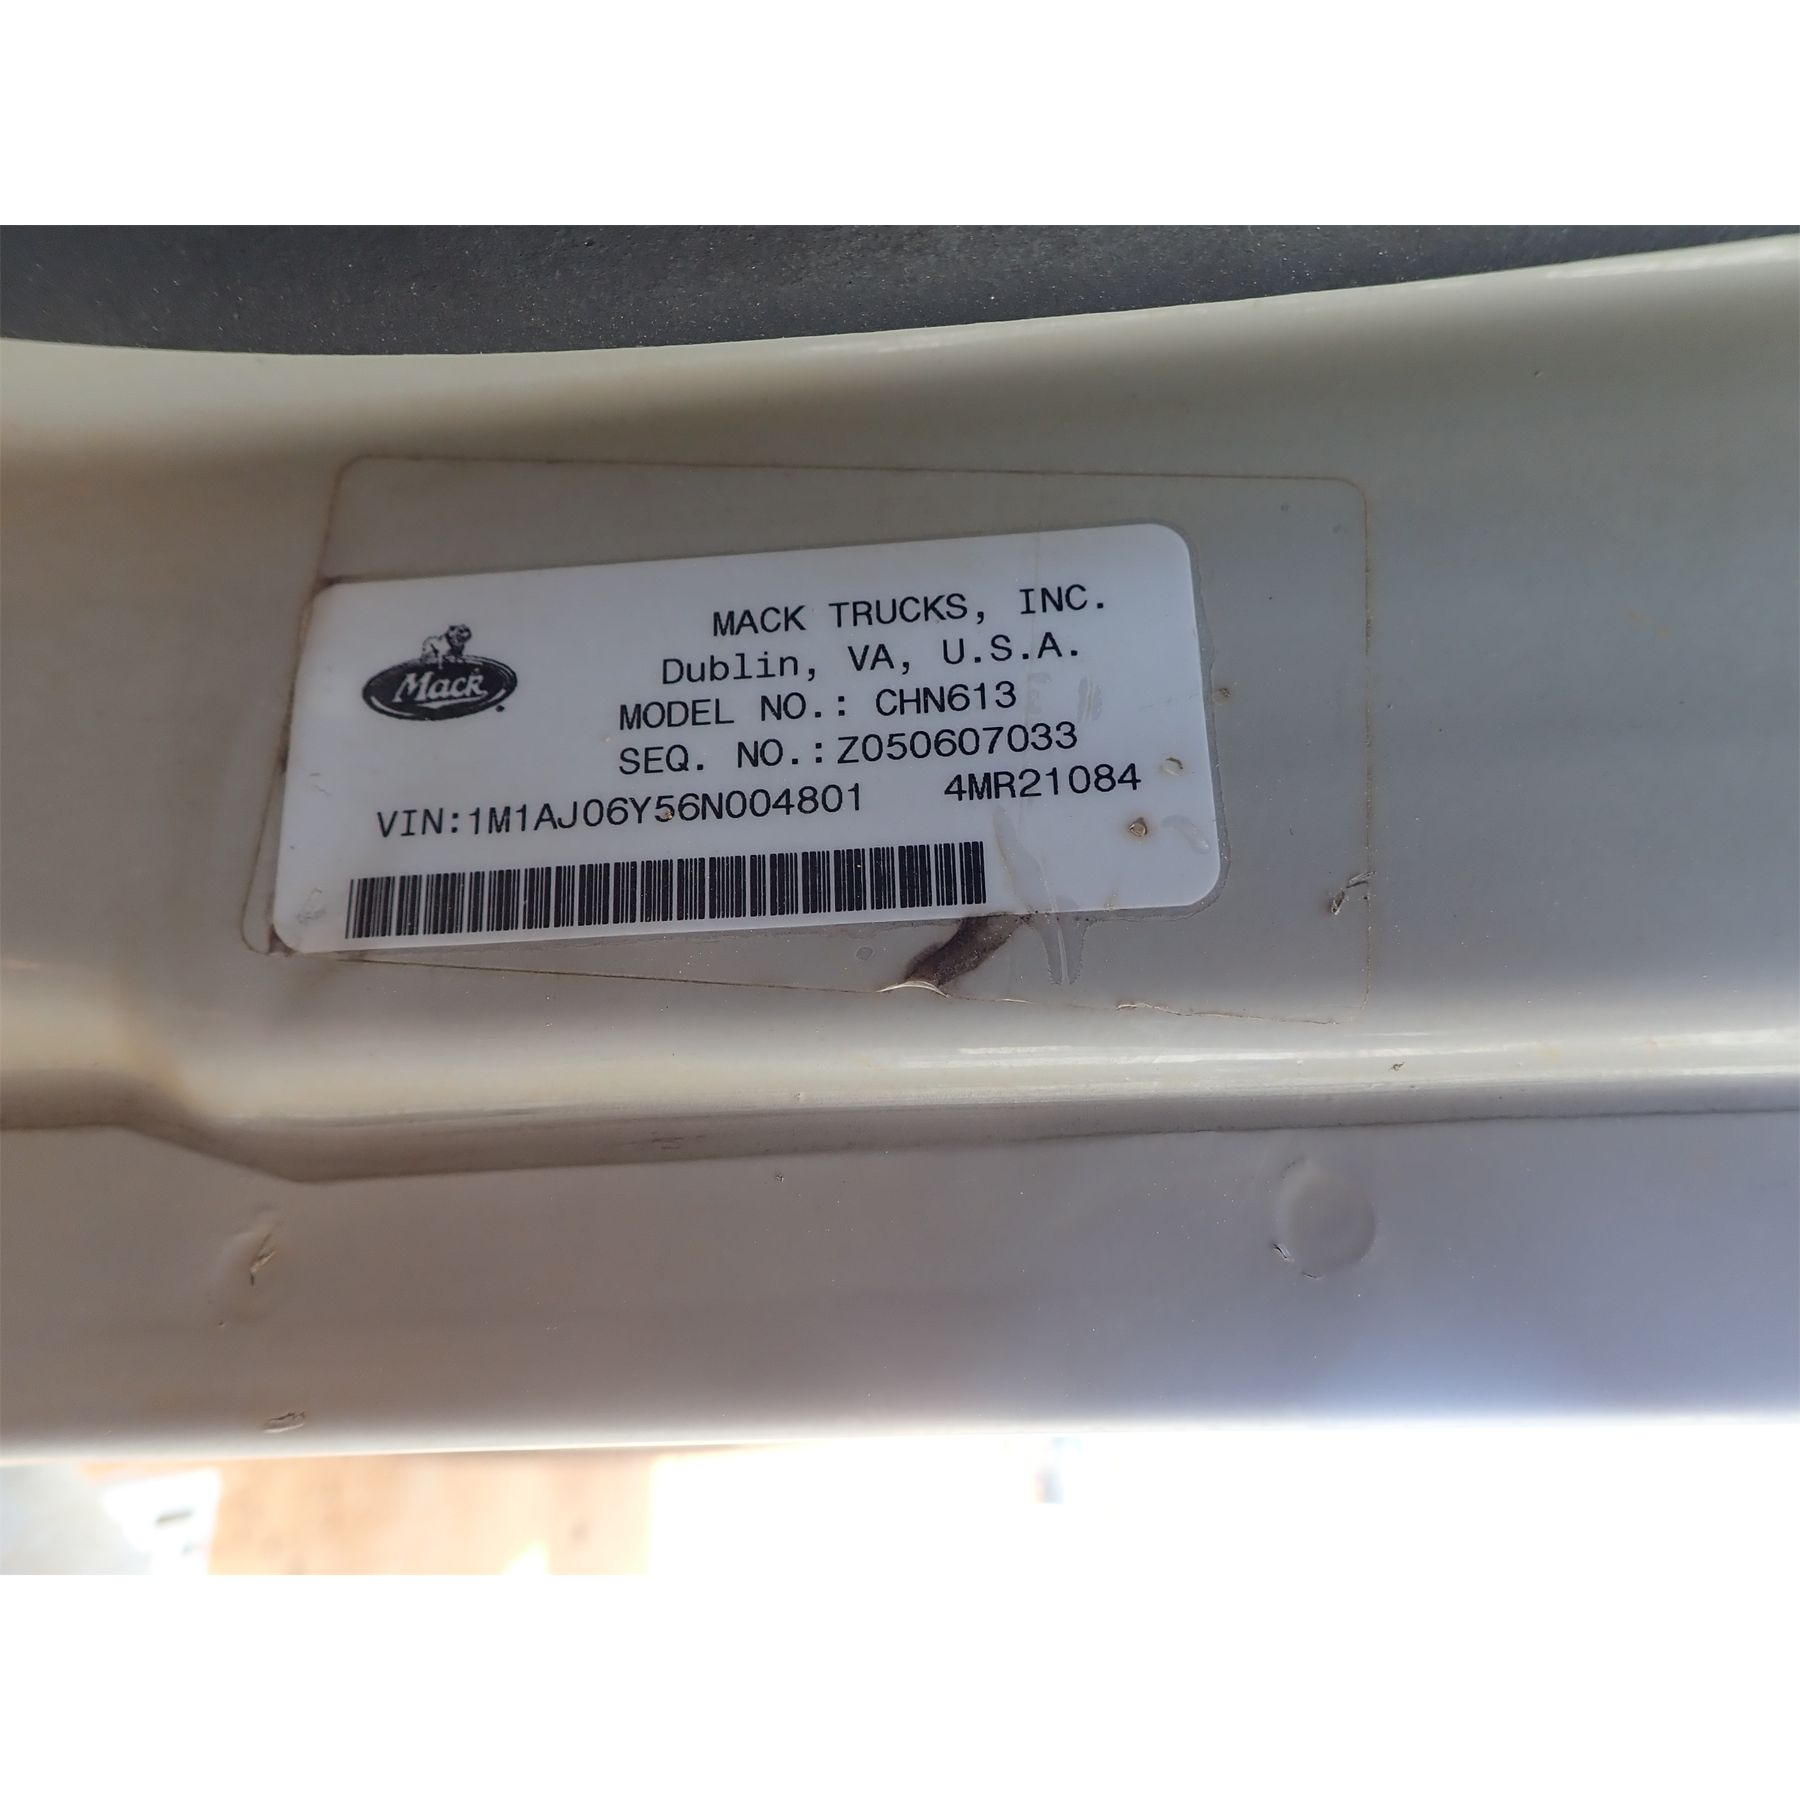 MACK TRUCKS, INC.
Dublin, VA, U.S.A.
Mack
MODEL NO.: CHN613
SEQ. NO.:Z050607033
VIN:1M1AJ06Y56N004801 4MR21084